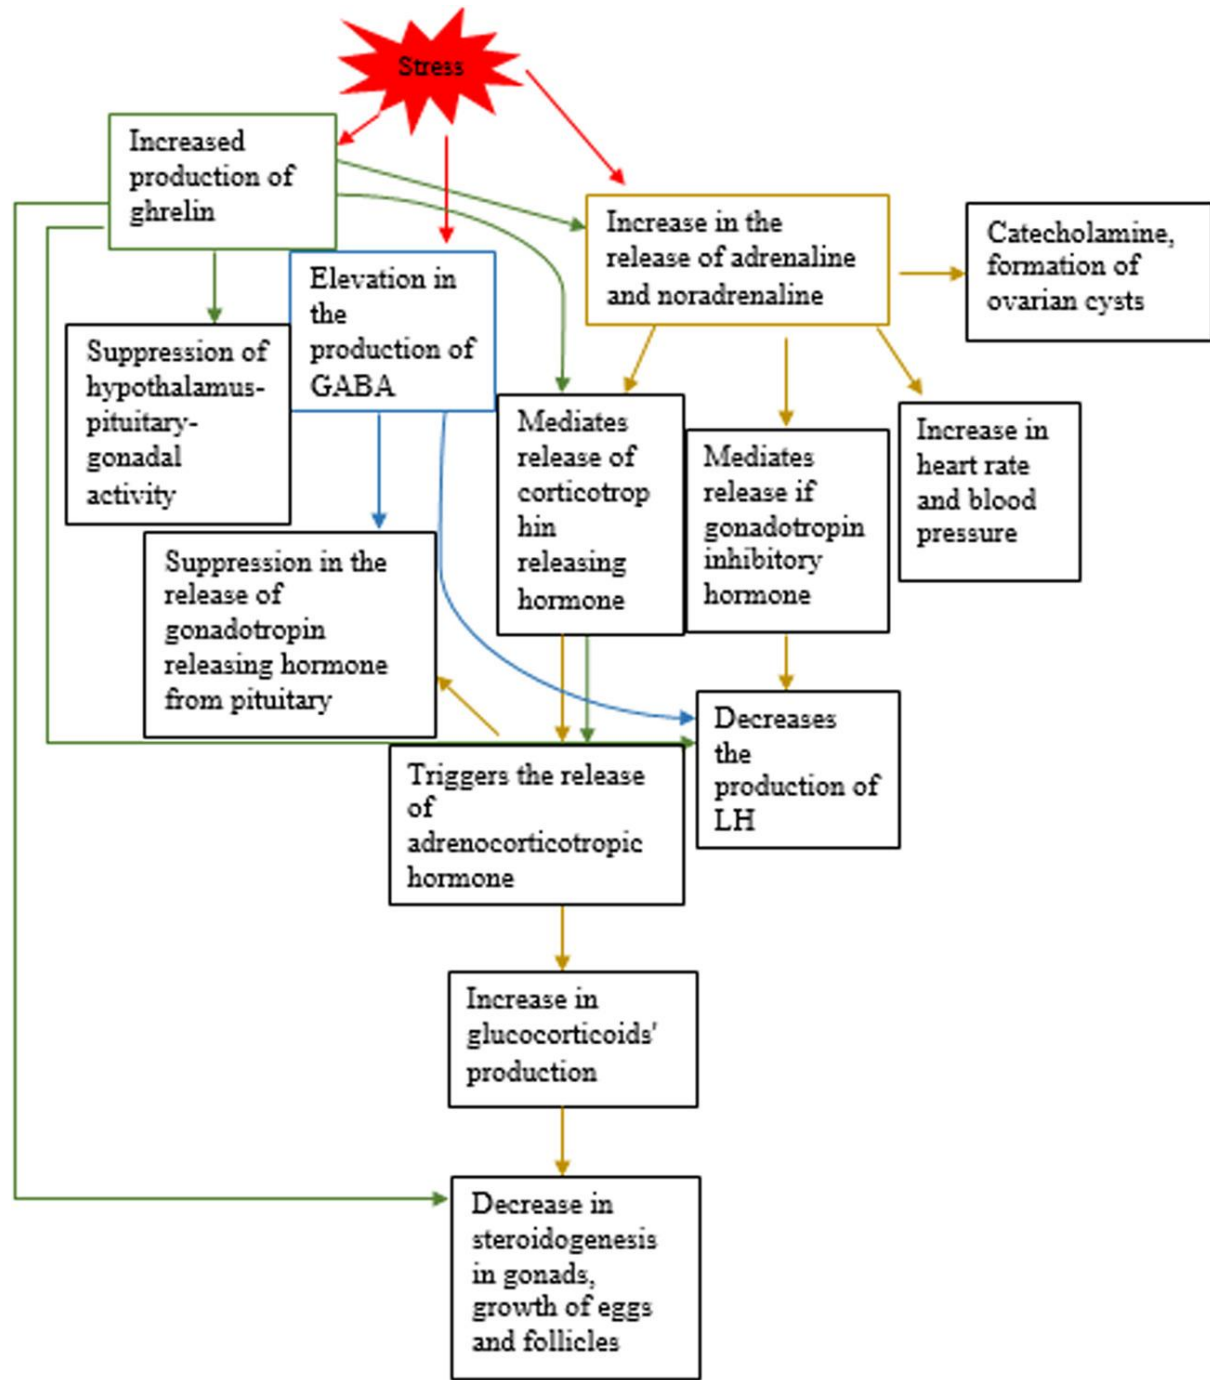 Stress
Increased
production of
ghrelin
Increase in the
release of adrenaline
and noradrenaline
Catecholamine,
formation of
ovarian cysts
Elevation in
the
production of
GABA
Suppression of
hypothalamus-
pituitary-
gonadal
activity
Mediates
release of
corticotrop
hin
releasing
hormone
Mediates
release if
gonadotropin
inhibitory
hormone
Increase in
heart rate
and blood
pressure
Suppression in the
release of
gonadotropin
releasing hormone
from pituitary
Decreases
the
production of
LH
Triggers the release
of
adrenocorticotropic
hormone
Increase in
glucocorticoids'
production
Decrease in
steroidogenesis
in gonads,
growth of eggs
and follicles